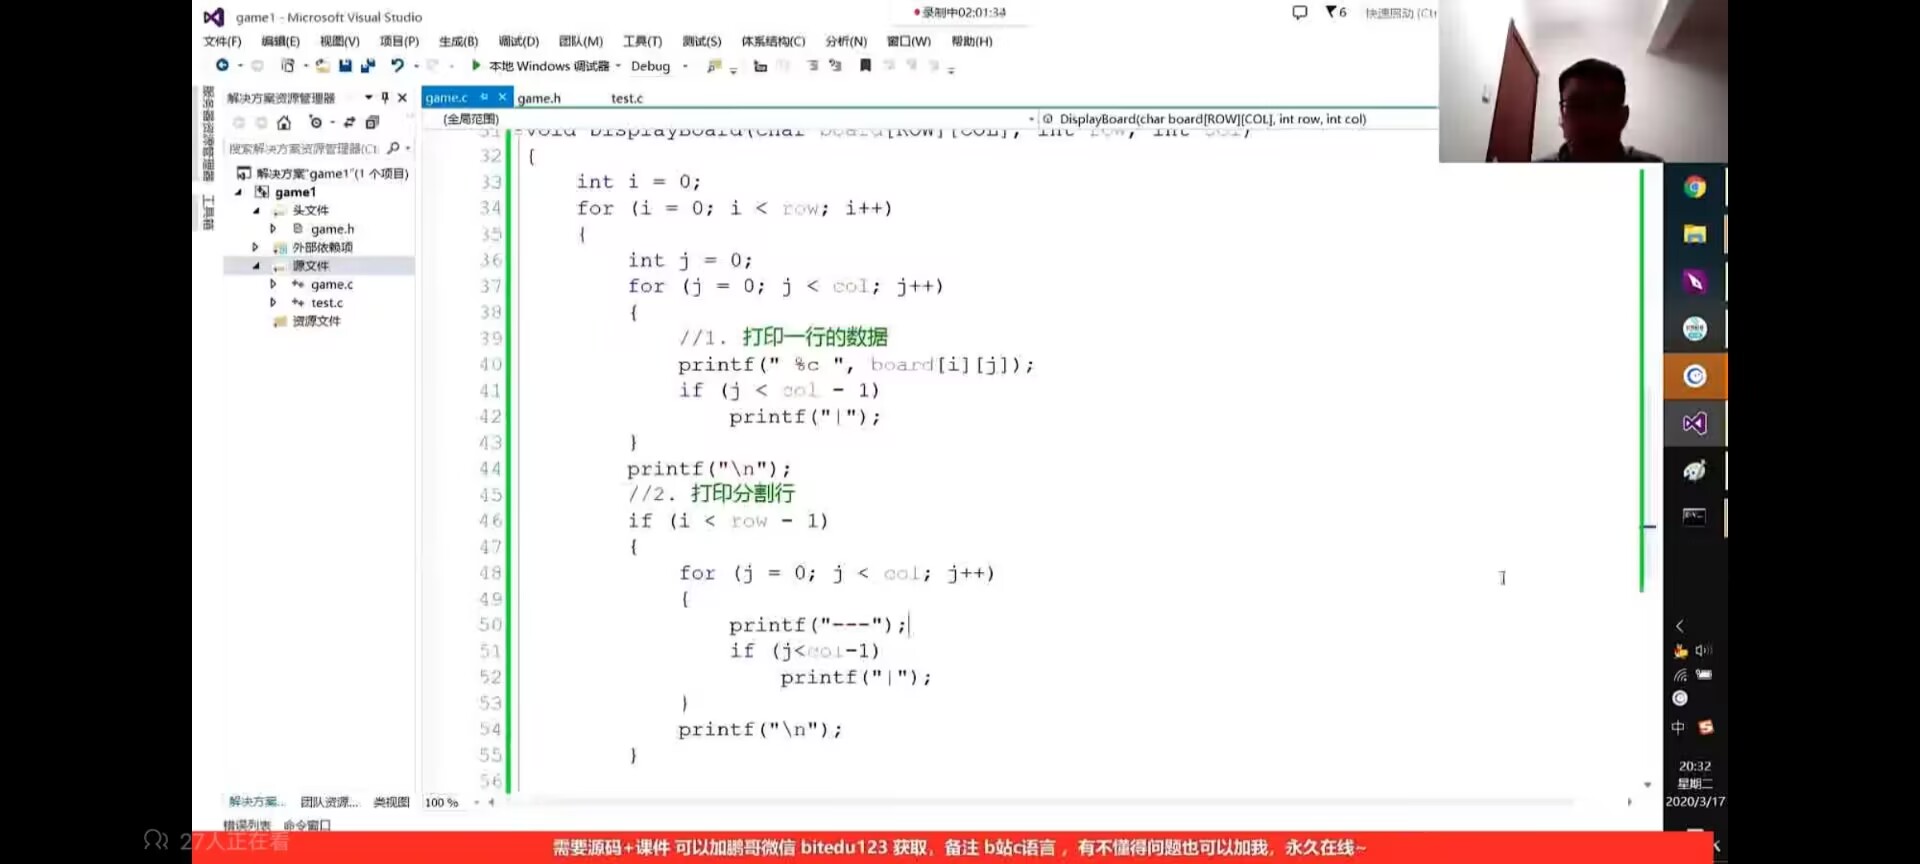 game1 - Microsoft Visual Studio
录制中02:01:34
6
快速启动 (Ctrl
文件(F) 编辑(E) 视图(V) 项目(P) 生成(B) 调试(D) 团队(M) 工具(T) 测试(S) 体系结构(C) 分析(N) 窗口(W) 帮助(H)
本地 Windows 调试器 Debug
服务器资源管理器
工具箱
解决方案资源管理器
搜索解决方案资源管理器(Ct
解决方案"game1"(1 个项目)
game1
头文件
game.h
外部依赖项
源文件
game.c
test.c
资源文件
game.c game.h test.c
(全局范围) DisplayBoard(char board[ROW][COL], int row, int col)
31 void DisplayBoard(char board[ROW][COL], int row, int col)
32 {
33 int i = 0;
34 for (i = 0; i < row; i++)
35 {
36 int j = 0;
37 for (j = 0; j < col; j++)
38 {
39 //1. 打印一行的数据
40 printf(" %c ", board[i][j]);
41 if (j < col - 1)
42 printf("|");
43 }
44 printf("\n");
45 //2. 打印分割行
46 if (i < row - 1)
47 {
48 for (j = 0; j < col; j++)
49 {
50 printf("---");
51 if (j<col-1)
52 printf("|");
53 }
54 printf("\n");
55 }
56
100 %
解决方案... 团队资源... 类视图
错误列表 命令窗口
中
20:32
星期二
2020/3/17
27人正在看
需要源码+课件 可以加鹏哥微信 bitedu123 获取，备注 b站c语言 ，有不懂得问题也可以加我，永久在线~